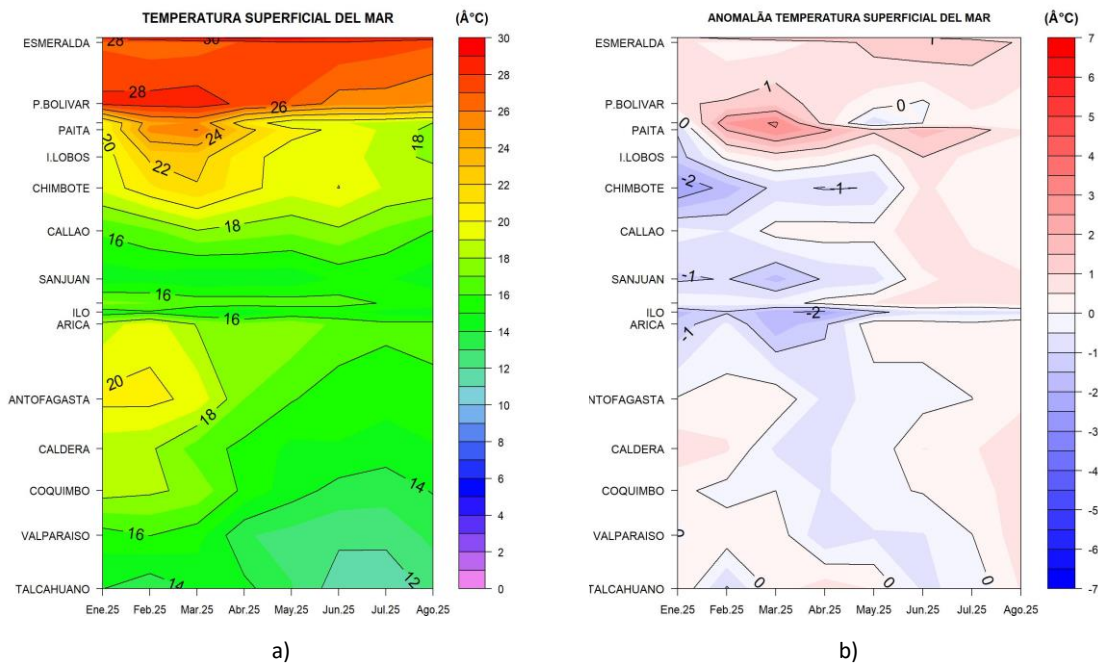 TEMPERATURA SUPERFICIAL DEL MAR
(Â°C)
ESMERALDA
P.BOLIVAR
PAITA
I.LOBOS
CHIMBOTE
CALLAO
SANJUAN
ILO
ARICA
ANTOFAGASTA
CALDERA
COQUIMBO
VALPARAISO
TALCAHUANO
28
30
28
26
24
20
22
18
18
16
16
16
20
18
14
16
14
12
Ene.25 Feb.25 Mar.25 Abr.25 May.25 Jun.25 Jul.25 Ago.25
30
28
26
24
22
20
18
16
14
12
10
8
6
4
2
0
a)
ANOMALÃA TEMPERATURA SUPERFICIAL DEL MAR
(Â°C)
ESMERALDA
P.BOLIVAR
PAITA
I.LOBOS
CHIMBOTE
CALLAO
SANJUAN
ILO
ARICA
NTOFAGASTA
CALDERA
COQUIMBO
VALPARAISO
TALCAHUANO
1
1
0
0
-2
-1
-1
-2
-1
0
0
0
Ene.25 Feb.25 Mar.25 Abr.25 May.25 Jun.25 Jul.25 Ago.25
7
6
5
4
3
2
1
0
-1
-2
-3
-4
-5
-6
-7
b)